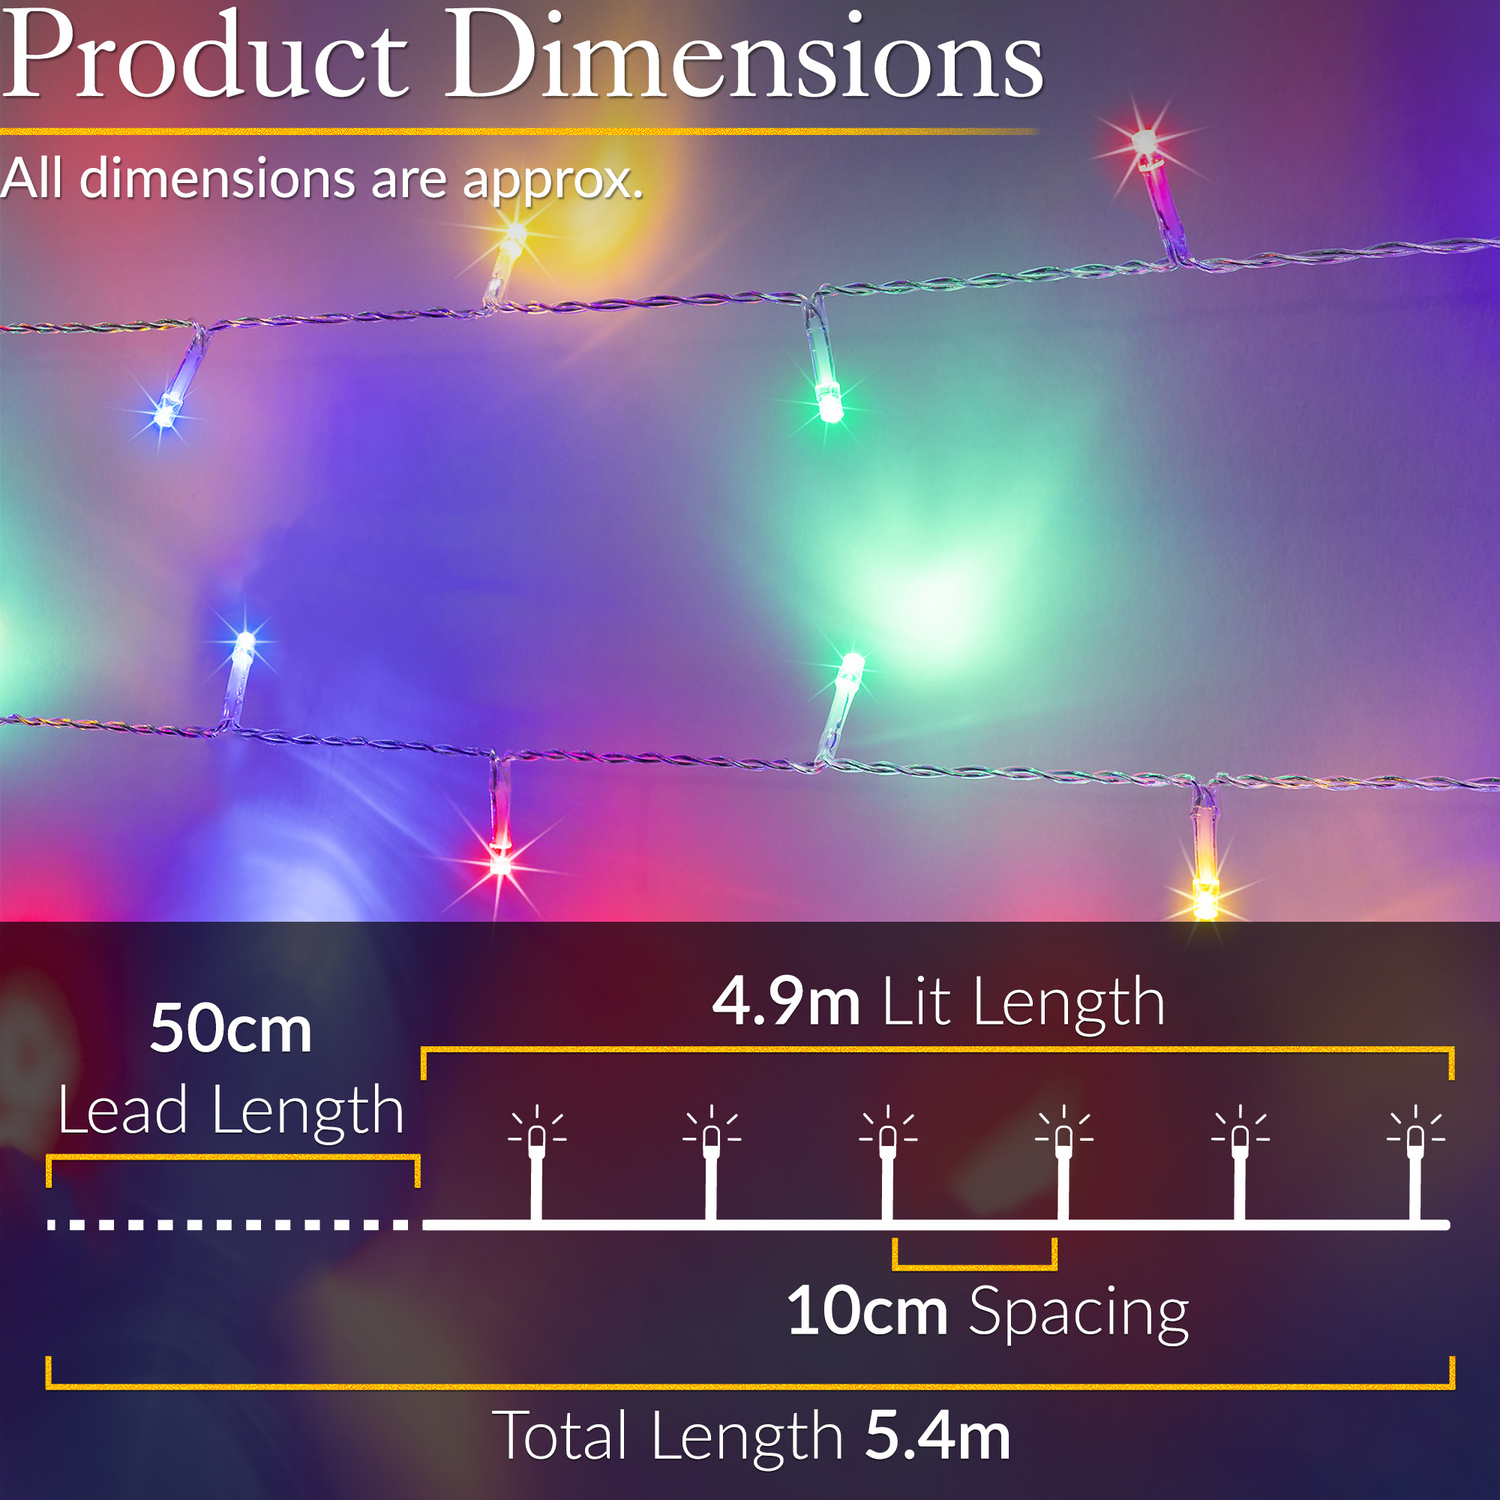 Product Dimensions
All dimensions are approx.
4.9m Lit Length
50cm
Lead Length
10cm Spacing
Total Length 5.4m